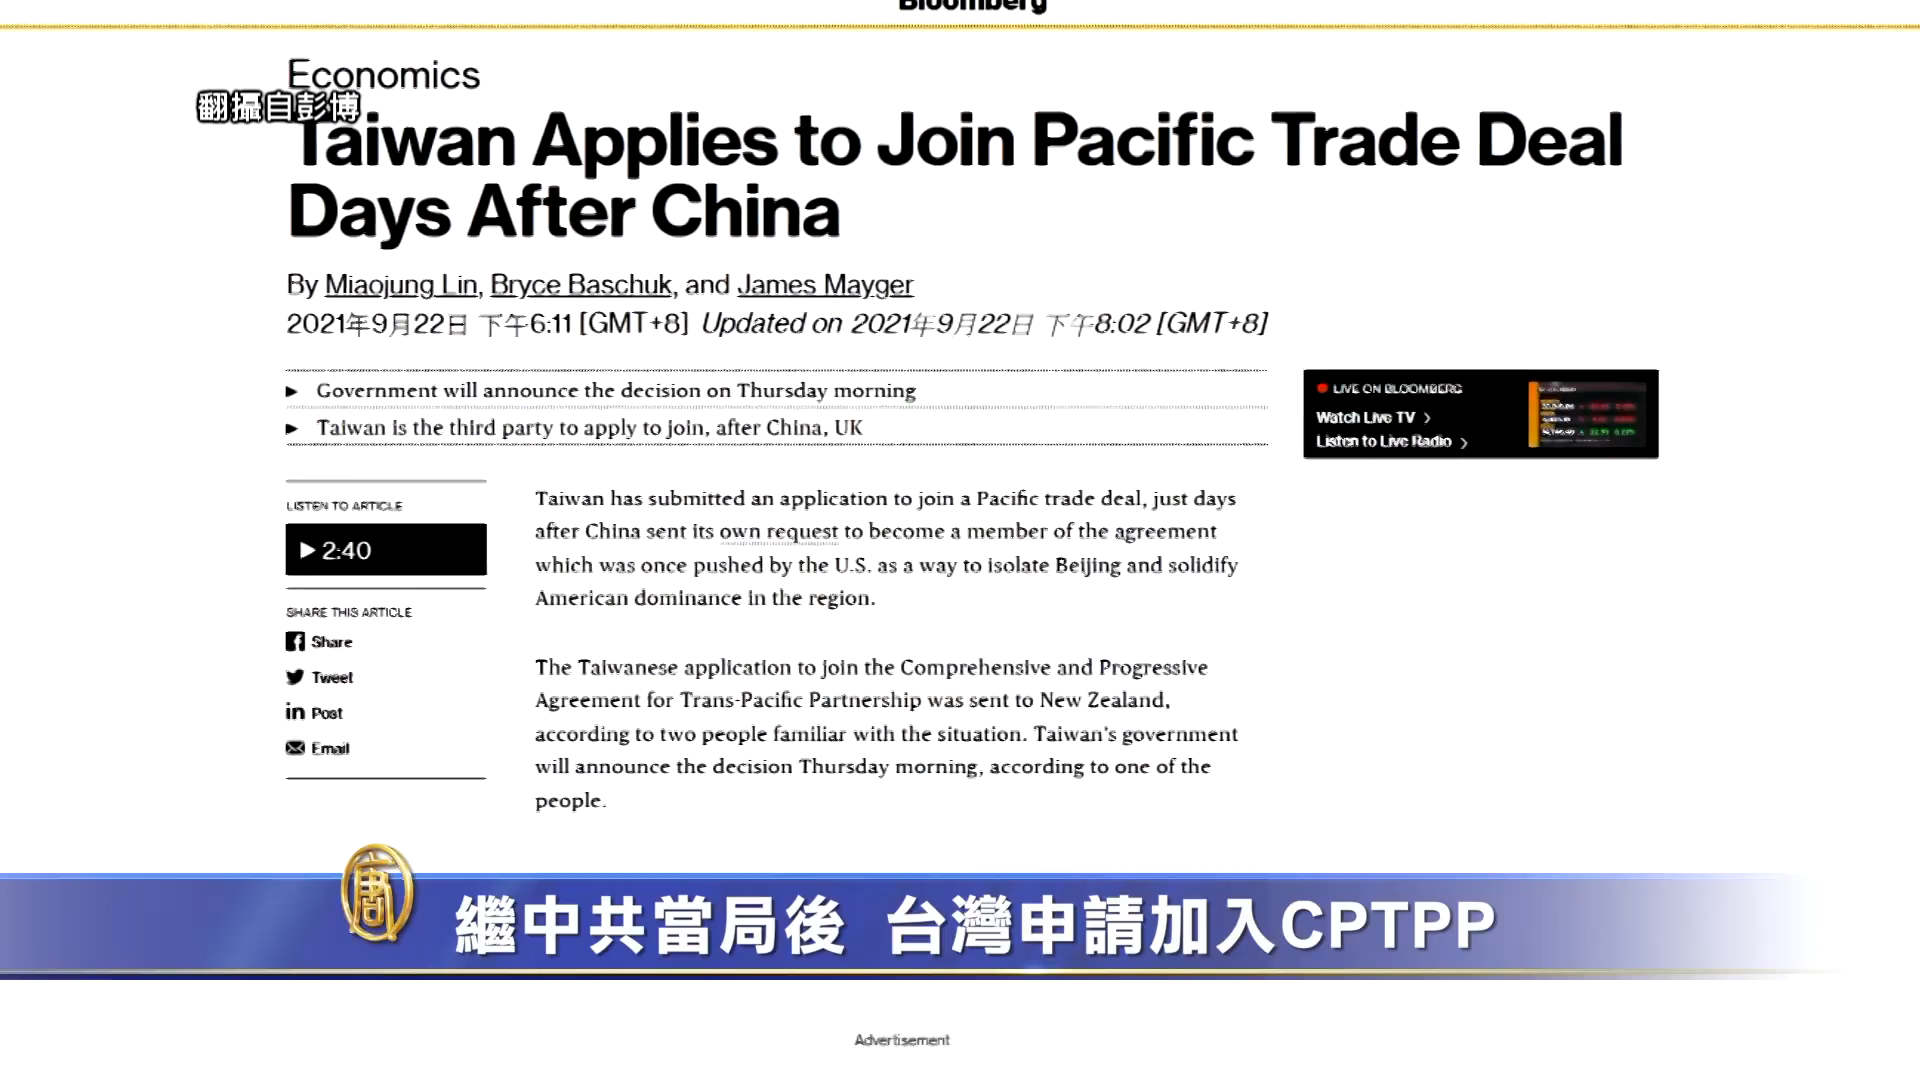 Bloomberg
Economics
翻攝自彭博
Taiwan Applies to Join Pacific Trade Deal
Days After China
By Miaojung Lin, Bryce Baschuk, and James Mayger
2021年9月22日 下午6:11 [GMT+8] Updated on 2021年9月22日 下午8:02 [GMT+8]
► Government will announce the decision on Thursday morning
► Taiwan is the third party to apply to join, after China, UK
LIVE ON BLOOMBERG
Watch Live TV >
Listen to Live Radio >
LISTEN TO ARTICLE
2:40
SHARE THIS ARTICLE
Share
Tweet
Post
Email
Taiwan has submitted an application to join a Pacific trade deal, just days
after China sent its own request to become a member of the agreement
which was once pushed by the U.S. as a way to isolate Beijing and solidify
American dominance in the region.
The Taiwanese application to join the Comprehensive and Progressive
Agreement for Trans-Pacific Partnership was sent to New Zealand,
according to two people familiar with the situation. Taiwan's government
will announce the decision Thursday morning, according to one of the
people.
唐
繼中共當局後 台灣申請加入CPTPP
Advertisement